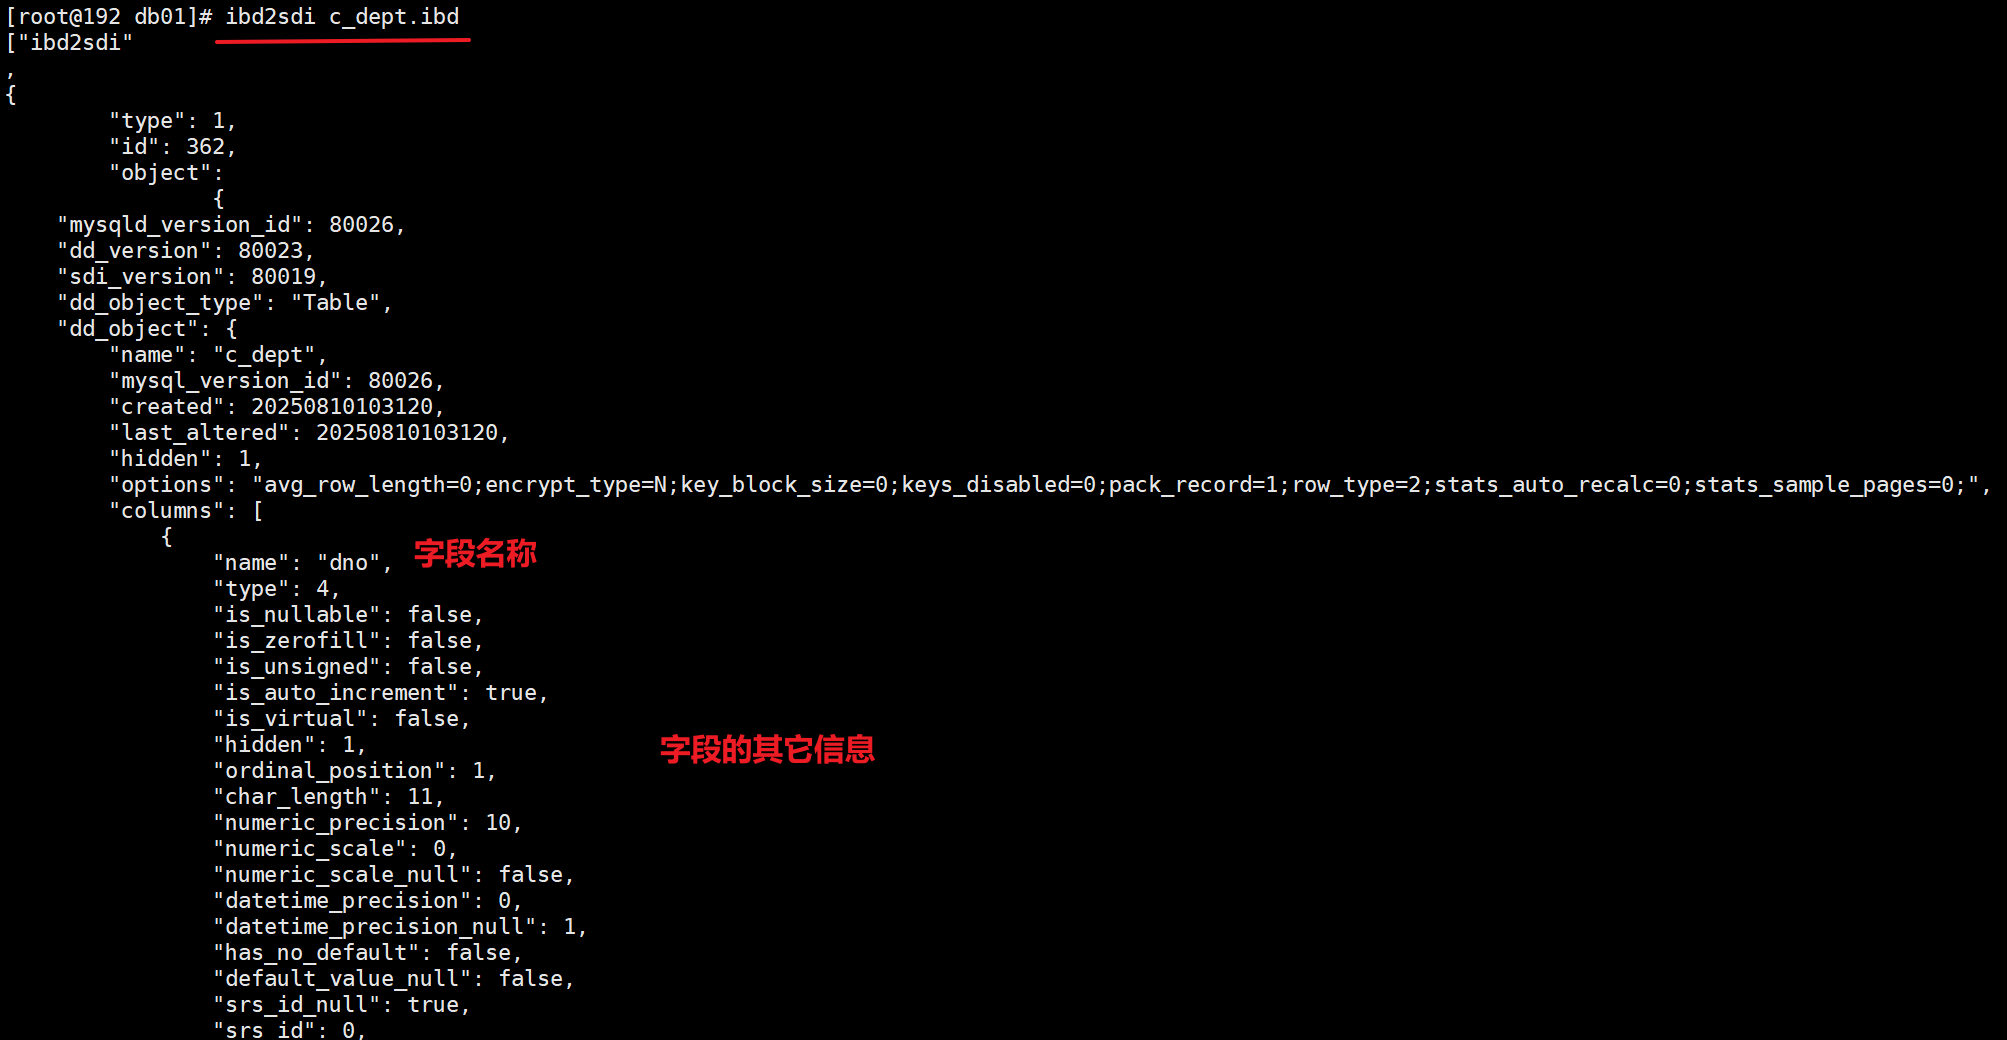 [root@192 db01]# ibd2sdi c_dept.ibd
["ibd2sdi"
,
{
"type": 1,
"id": 362,
"object":
{
"mysqld_version_id": 80026,
"dd_version": 80023,
"sdi_version": 80019,
"dd_object_type": "Table",
"dd_object": {
"name": "c_dept",
"mysql_version_id": 80026,
"created": 20250810103120,
"last_altered": 20250810103120,
"hidden": 1,
"options": "avg_row_length=0;encrypt_type=N;key_block_size=0;keys_disabled=0;pack_record=1;row_type=2;stats_auto_recalc=0;stats_sample_pages=0;",
"columns": [
{
"name": "dno", 字段名称
"type": 4,
"is_nullable": false,
"is_zerofill": false,
"is_unsigned": false,
"is_auto_increment": true,
"is_virtual": false,
"hidden": 1, 字段的其它信息
"ordinal_position": 1,
"char_length": 11,
"numeric_precision": 10,
"numeric_scale": 0,
"numeric_scale_null": false,
"datetime_precision": 0,
"datetime_precision_null": 1,
"has_no_default": false,
"default_value_null": false,
"srs_id_null": true,
"srs_id": 0,